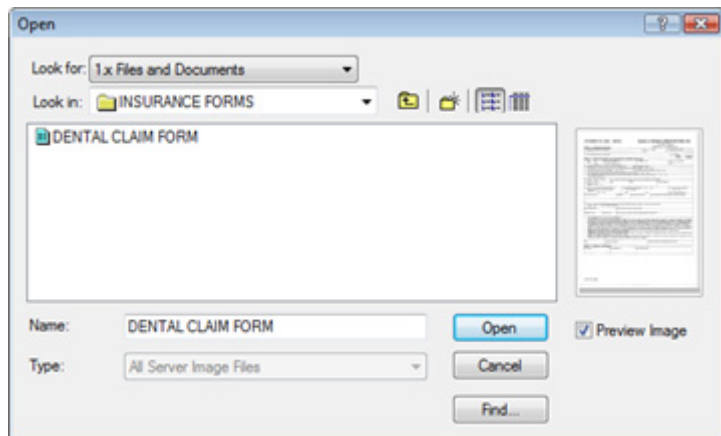 Open
Look for: 1.x Files and Documents
Look in: INSURANCE FORMS
DENTAL CLAIM FORM
Name: DENTAL CLAIM FORM Open Preview Image
Type: All Server Image Files Cancel
Find...